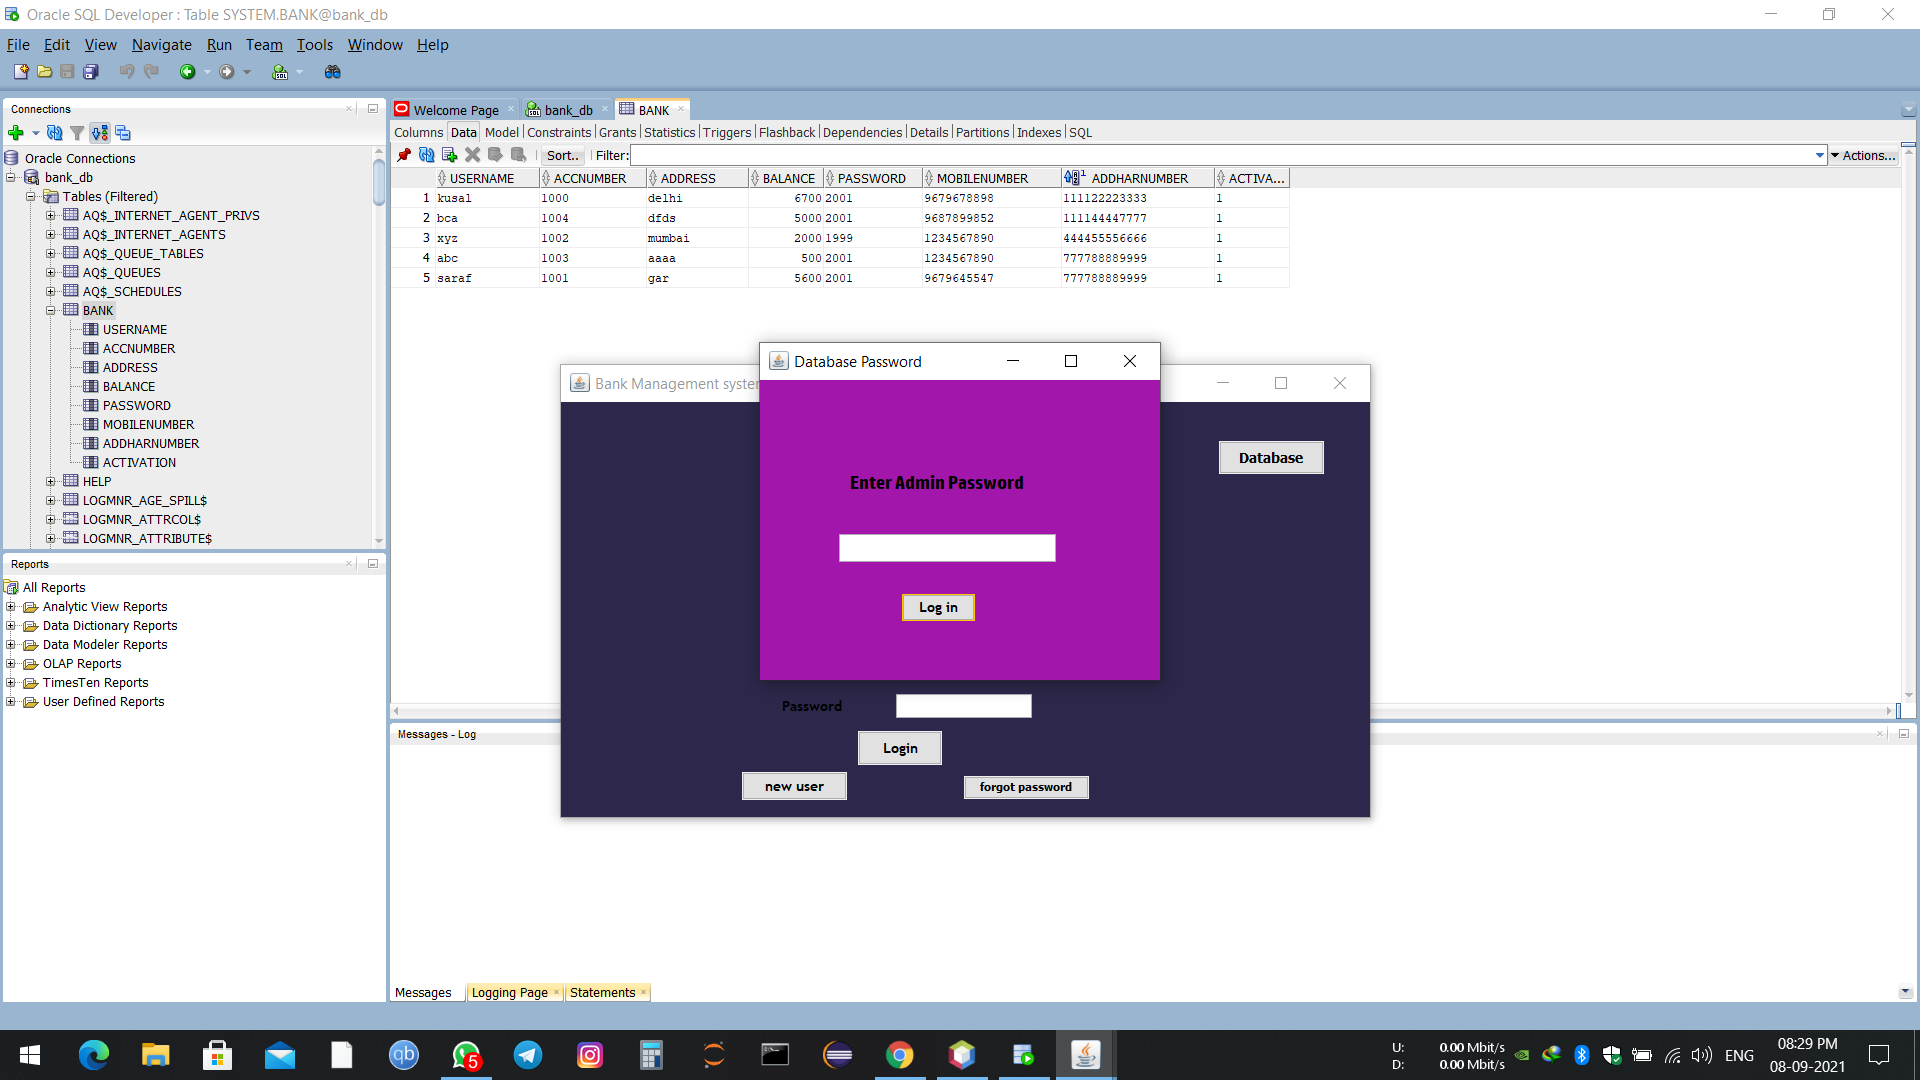 Oracle SQL Developer : Table SYSTEM.BANK@bank_db
File Edit View Navigate Run Team Tools Window Help
Connections
Oracle Connections
bank_db
Tables (Filtered)
AQ$_INTERNET_AGENT_PRIVS
AQ$_INTERNET_AGENTS
AQ$_QUEUE_TABLES
AQ$_QUEUES
AQ$_SCHEDULES
BANK
USERNAME
ACCNUMBER
ADDRESS
BALANCE
PASSWORD
MOBILENUMBER
ADDHARNUMBER
ACTIVATION
HELP
LOGMNR_AGE_SPILL$
LOGMNR_ATTRCOL$
LOGMNR_ATTRIBUTE$
Reports
All Reports
Analytic View Reports
Data Dictionary Reports
Data Modeler Reports
OLAP Reports
TimesTen Reports
User Defined Reports
Welcome Page bank_db BANK
Columns Data Model Constraints Grants Statistics Triggers Flashback Dependencies Details Partitions Indexes SQL
Sort.. Filter: Actions...
USERNAME ACCNUMBER ADDRESS BALANCE PASSWORD MOBILENUMBER ADDHARNUMBER ACTIVA...
1 kusal 1000 delhi 6700 2001 9679678898 111122223333 1
2 bca 1004 dfds 5000 2001 9687899852 111144447777 1
3 xyz 1002 mumbai 2000 1999 1234567890 444455556666 1
4 abc 1003 aaaa 500 2001 1234567890 777788889999 1
5 saraf 1001 gar 5600 2001 9679645547 777788889999 1
Database Password
Bank Management system
Database
Enter Admin Password
Log in
Password
Login
new user forgot password
Messages - Log
Messages Logging Page Statements
qb
5
U: 0.00 Mbit/s
D: 0.00 Mbit/s
ENG
08:29 PM
08-09-2021